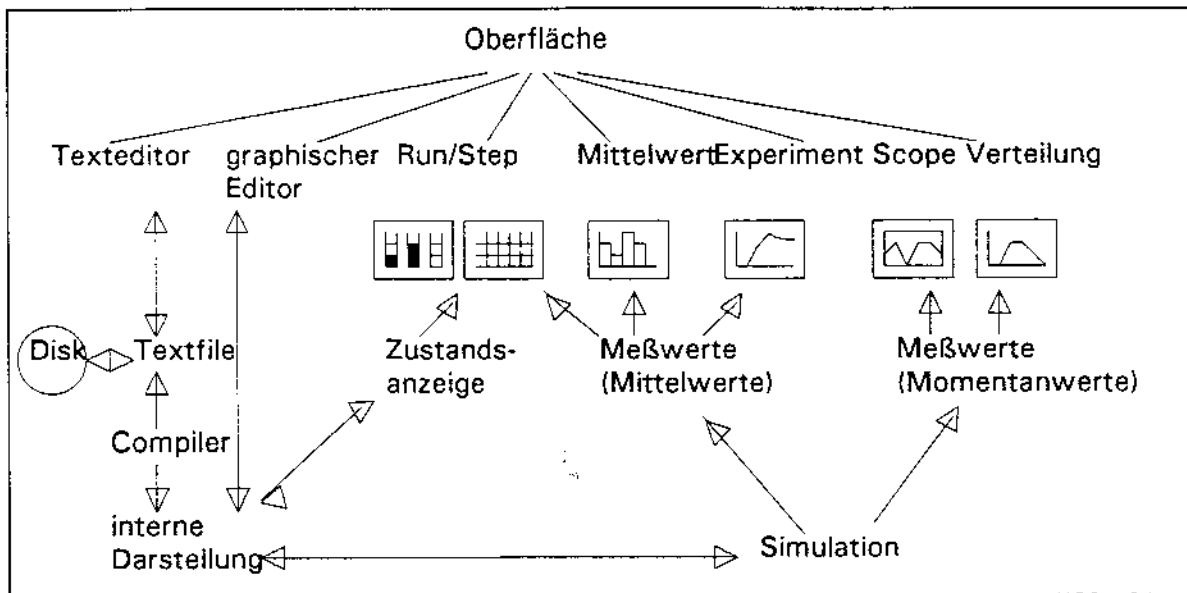 Oberfläche
Texteditor graphischer Editor Run/Step Mittelwert Experiment Scope Verteilung
Disk Textfile
Zustands-
anzeige
Meßwerte
(Mittelwerte)
Meßwerte
(Momentanwerte)
Compiler
interne
Darstellung
Simulation